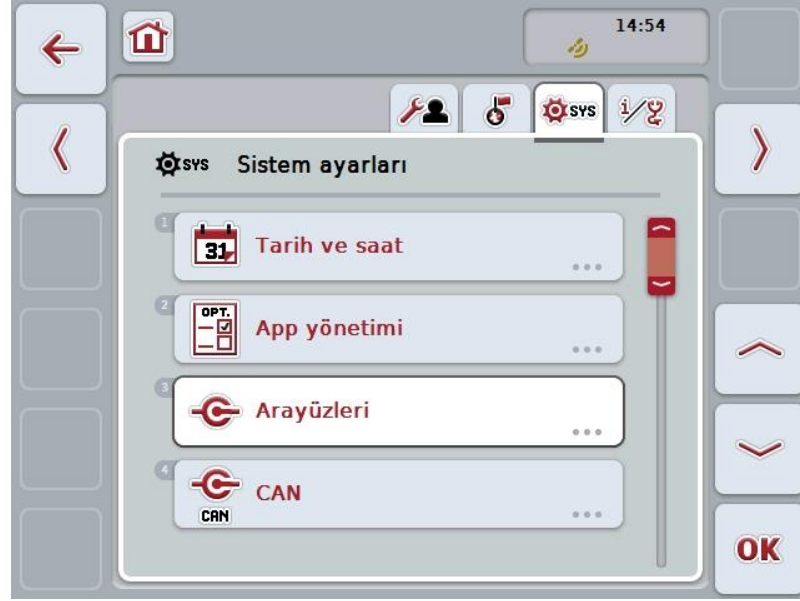 14:54
SYS
i/
SYS Sistem ayarları
1
31
Tarih ve saat
2
OPT.
App yönetimi
3
Arayüzleri
4
CAN
CAN
OK